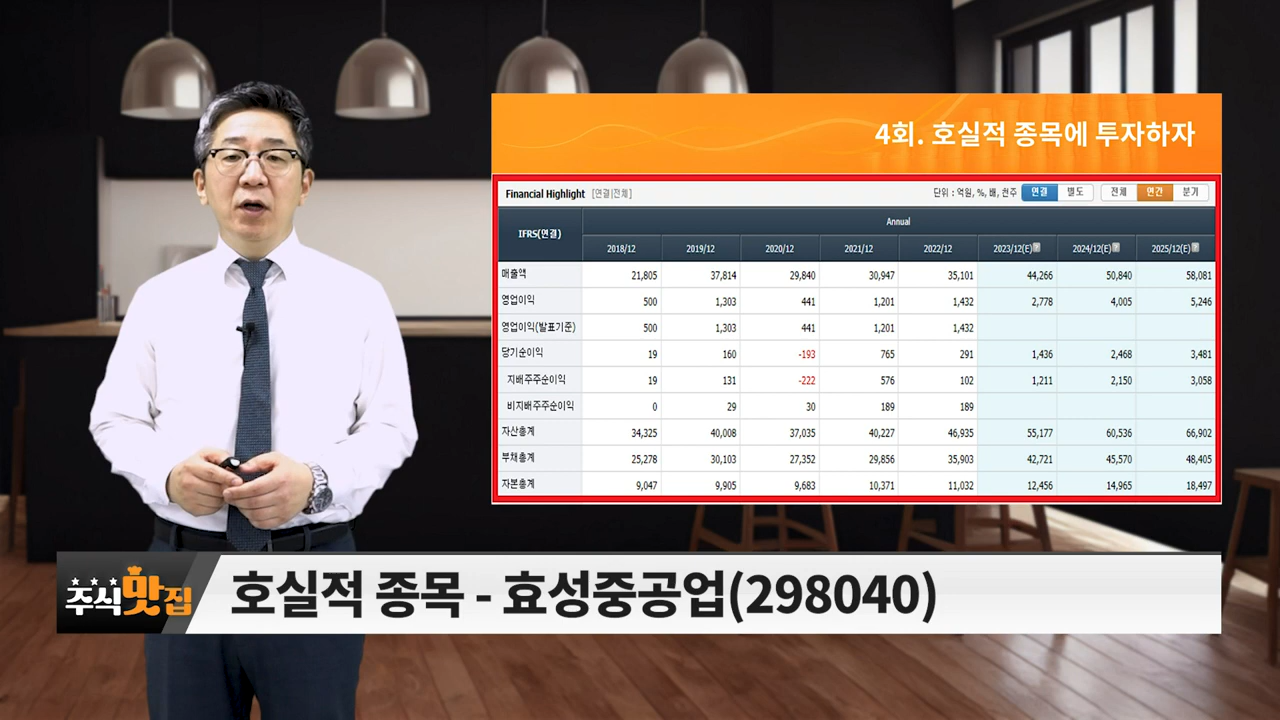 4회. 호실적 종목에 투자하자
Financial Highlight [연결|전체] 단위 : 억원, %, 배, 천주 연결 별도 전체 연간 분기
IFRS(연결) Annual
2018/12 2019/12 2020/12 2021/12 2022/12 2023/12(E) 2024/12(E) 2025/12(E)
매출액 21,805 37,814 29,840 30,947 35,101 44,266 50,840 58,081
영업이익 500 1,303 441 1,201 1,432 2,778 4,005 5,246
영업이익(발표기준) 500 1,303 441 1,201 1,432
당기순이익 19 160 -193 765 291 1,436 2,468 3,481
지배주주순이익 19 131 -222 576 102 1,211 2,150 3,058
비지배주주순이익 0 29 30 189 189
자산총계 34,325 40,008 37,035 40,227 46,935 55,177 60,536 66,902
부채총계 25,278 30,103 27,352 29,856 35,903 42,721 45,570 48,405
자본총계 9,047 9,905 9,683 10,371 11,032 12,456 14,965 18,497
주식맛집
호실적 종목 - 효성중공업(298040)